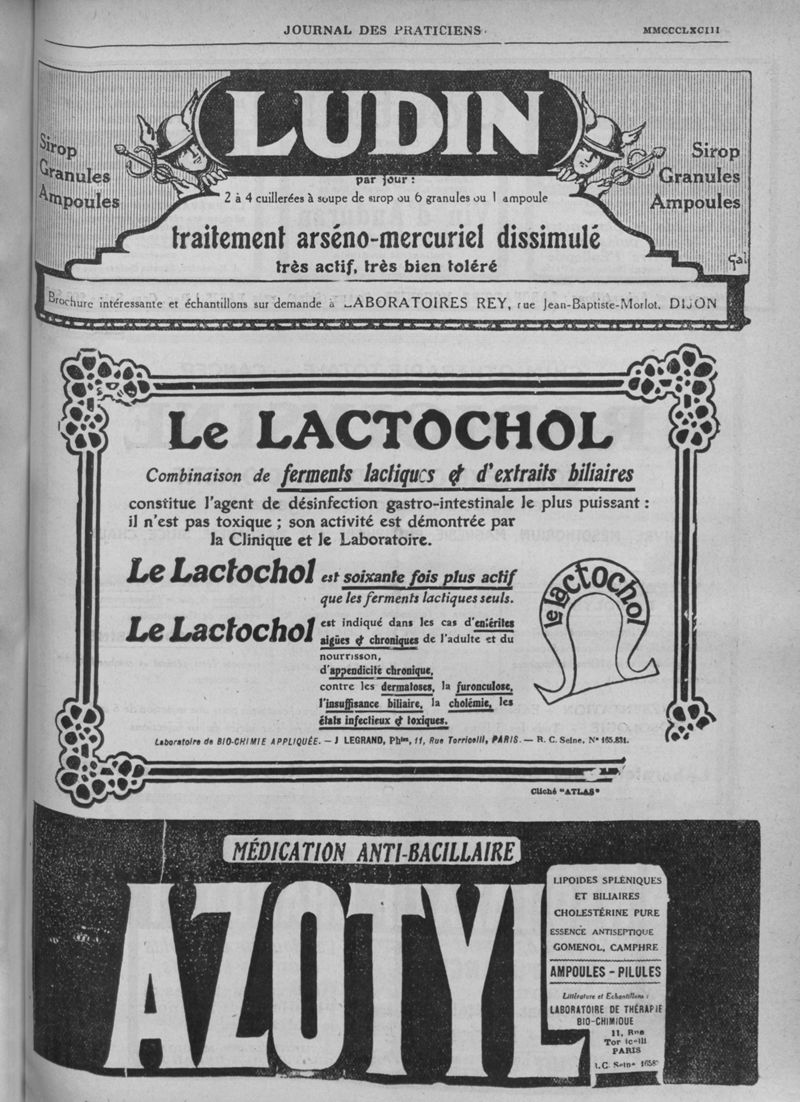 JOURNAL DES PRATICIENS.
MMCCCLXCIII
LUDIN
Sirop
Granules
Ampoules
Sirop
Granules
Ampoules
par jour :
2 à 4 cuillerées à soupe de sirop ou 6 granules ou 1 ampoule
traitement arséno-mercuriel dissimulé
très actif, très bien toléré
Gal
Brochure intéressante et échantillons sur demande à LABORATOIRES REY, rue Jean-Baptiste-Morlot. DIJON
Le LACTOCHOL
Combinaison de ferments lactiques & d'extraits biliaires
constitue l'agent de désinfection gastro-intestinale le plus puissant :
il n'est pas toxique ; son activité est démontrée par
la Clinique et le Laboratoire.
Le Lactochol est soixante fois plus actif
que les ferments lactiques seuls.
Le Lactochol est indiqué dans les cas d'entérites
aigües & chroniques de l'adulte et du
nourrisson,
d'appendicite chronique,
contre les dermatoses, la furonculose,
l'insuffisance biliaire, la cholémie, les
états infectieux & toxiques.
le lactochol
Laboratoire de BIO-CHIMIE APPLIQUÉE. — J LEGRAND, Phien, 11, Rue Torricelli, PARIS. — R. C. Seine, N° 165.831.
Cliché "ATLAS"
MÉDICATION ANTI-BACILLAIRE
AZOTYL
LIPOIDES SPLÉNIQUES
ET BILIAIRES
CHOLESTÉRINE PURE
ESSENCE ANTISEPTIQUE
GOMENOL, CAMPHRE
AMPOULES - PILULES
Littérature et Echantillons :
LABORATOIRE DE THÉRAPIE
BIO-CHIMIQUE
11, Rue
Tor icelli
PARIS
R.C. Seine